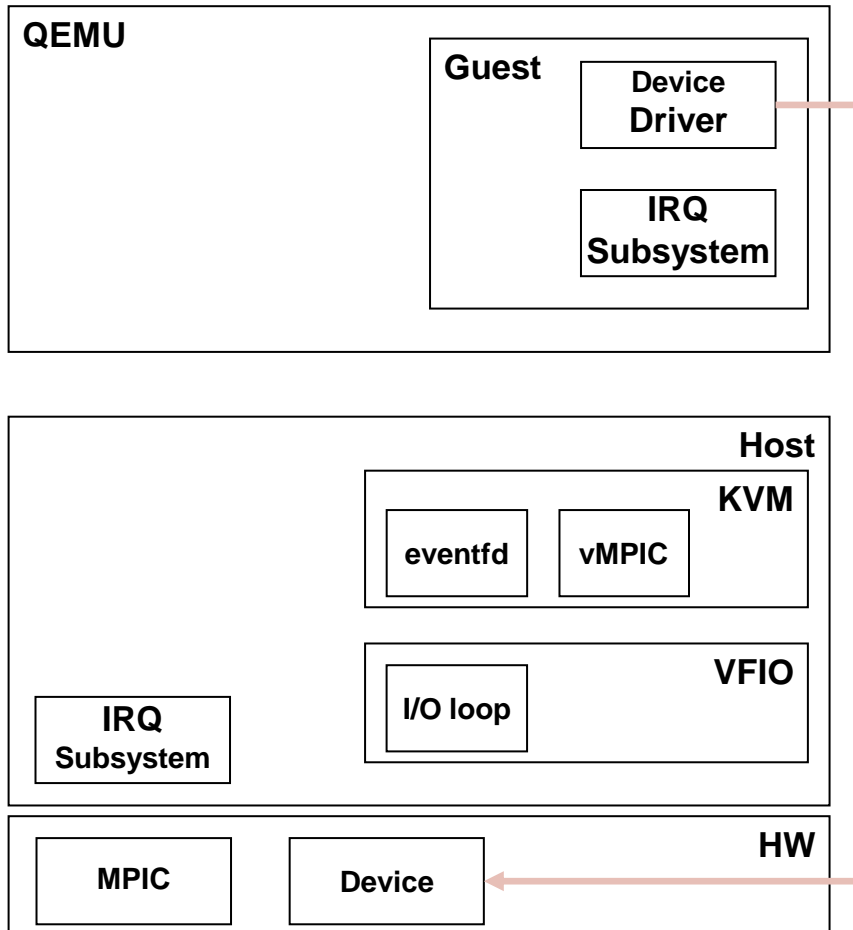 QEMU
Guest
Device
Driver
IRQ
Subsystem
Host
KVM
eventfd
vMPIC
VFIO
I/O loop
IRQ
Subsystem
HW
MPIC
Device